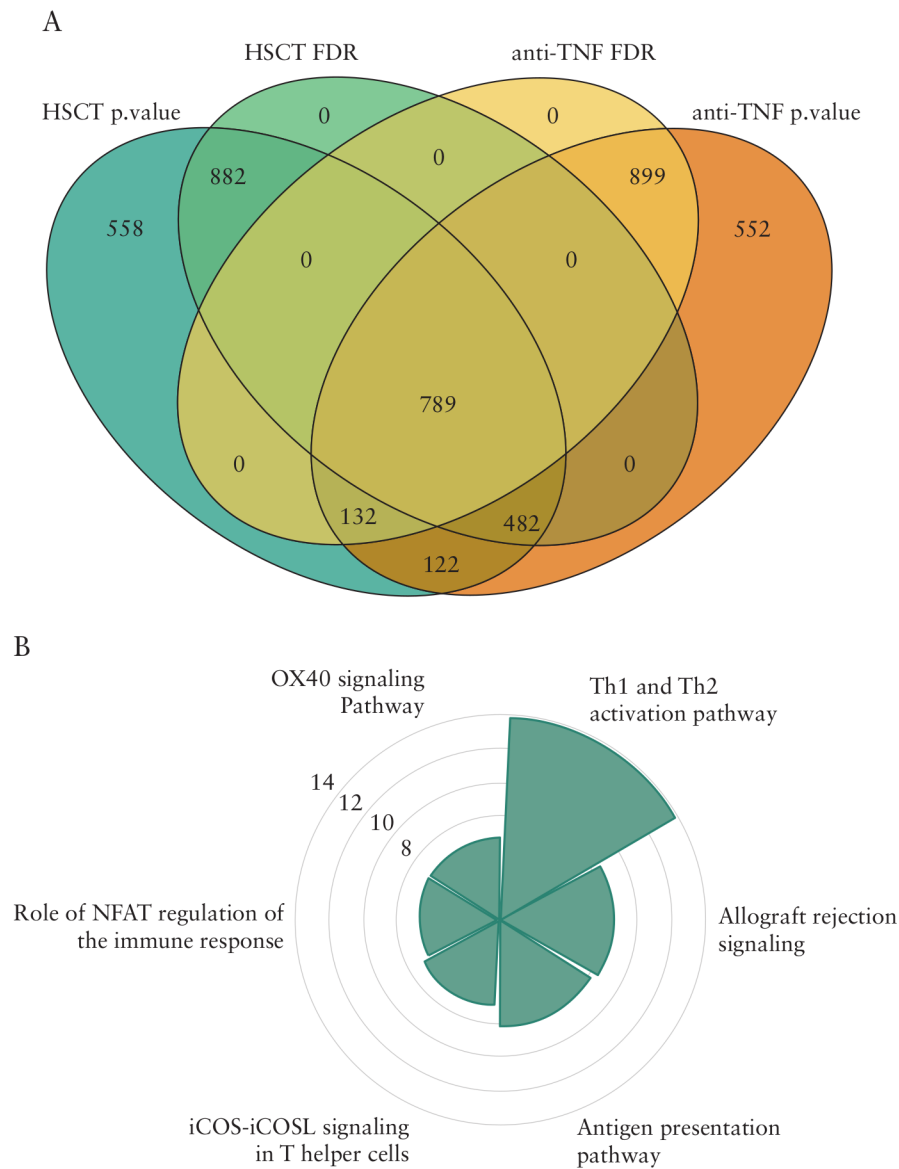 A
HSCT FDR
anti-TNF FDR
HSCT p.value
anti-TNF p.value
0
0
0
882
899
558
552
0
0
789
0
0
132
482
122
B
OX40 signaling
Pathway
Th1 and Th2
activation pathway
14
12
10
8
Role of NFAT regulation of
the immune response
Allograft rejection
signaling
iCOS-iCOSL signaling
in T helper cells
Antigen presentation
pathway